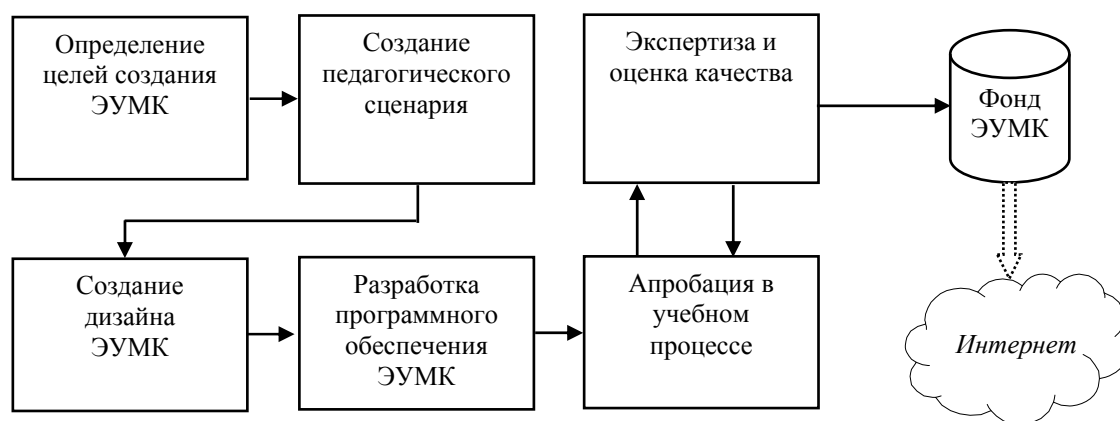 Определение
целей создания
ЭУМК
Создание
педагогического
сценария
Экспертиза и
оценка качества
Фонд
ЭУМК
Создание
дизайна
ЭУМК
Разработка
программного
обеспечения
ЭУМК
Апробация в
учебном
процессе
Интернет